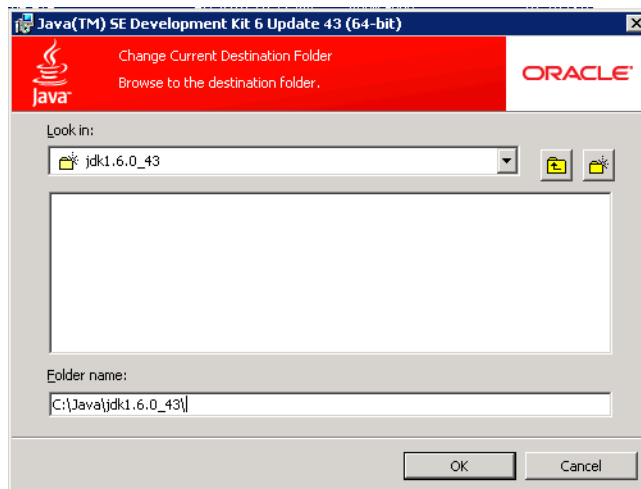 Java(TM) SE Development Kit 6 Update 43 (64-bit)
Change Current Destination Folder
Browse to the destination folder.
Java
ORACLE
Look in:
jdk1.6.0_43
Folder name:
C:\Java\jdk1.6.0_43\
OK
Cancel